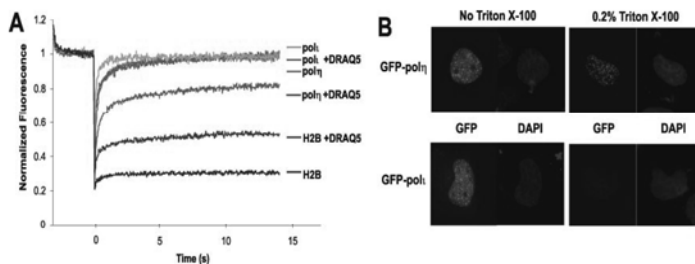 A
Normalized Fluorescence
1.2
1
0.8
0.6
0.4
0.2
0
5
10
15
Time (s)
polι
polι +DRAQ5
polη
polη +DRAQ5
H2B +DRAQ5
H2B
B
No Triton X-100
0.2% Triton X-100
GFP-polη
GFP
DAPI
GFP
DAPI
GFP-polι